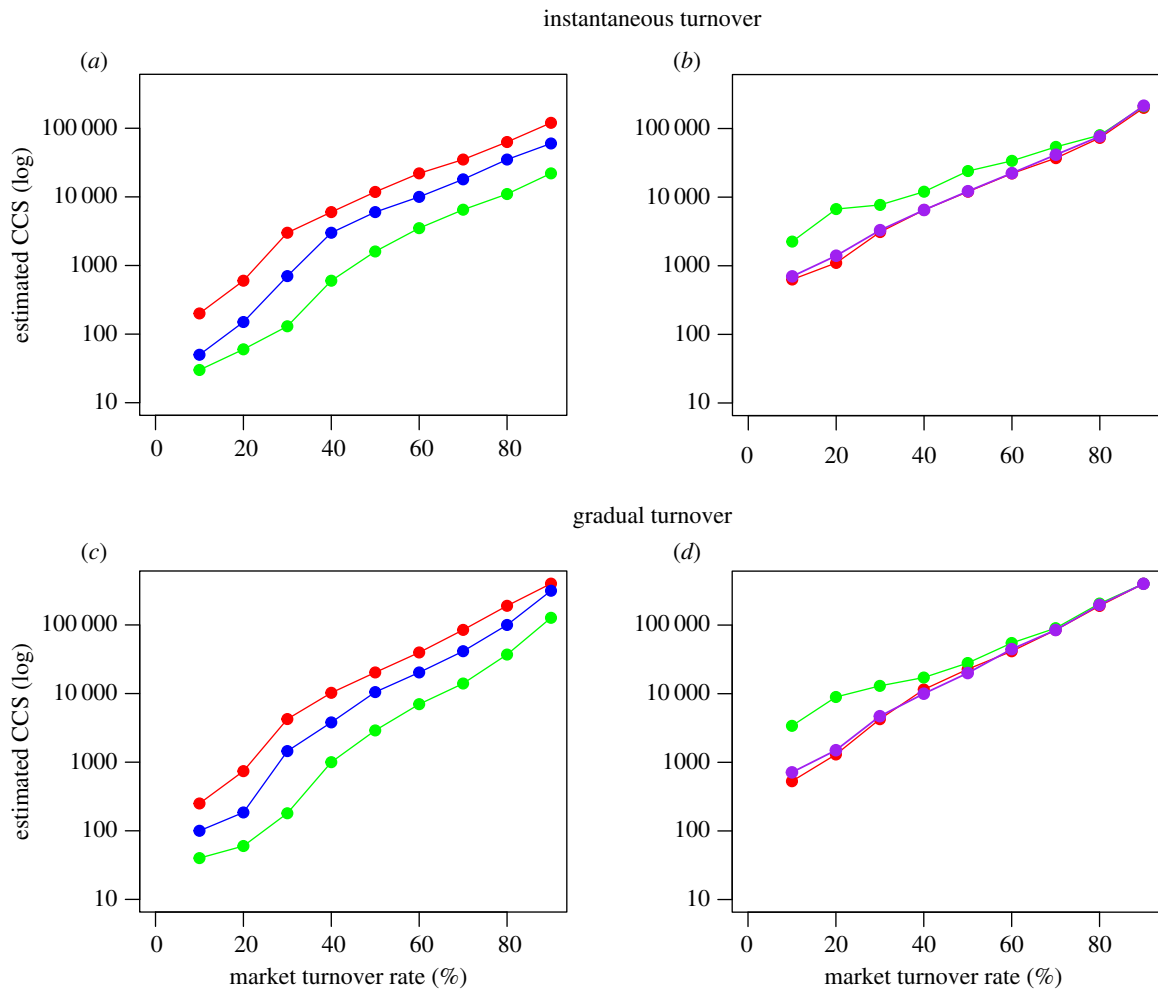 instantaneous turnover
(a) (b)
estimated CCS (log)
100 000
10 000
1000
100
10
0 20 40 60 80
100 000
10 000
1000
100
10
0 20 40 60 80
gradual turnover
(c) (d)
estimated CCS (log)
100 000
10 000
1000
100
10
0 20 40 60 80
market turnover rate (%)
100 000
10 000
1000
100
10
0 20 40 60 80
market turnover rate (%)